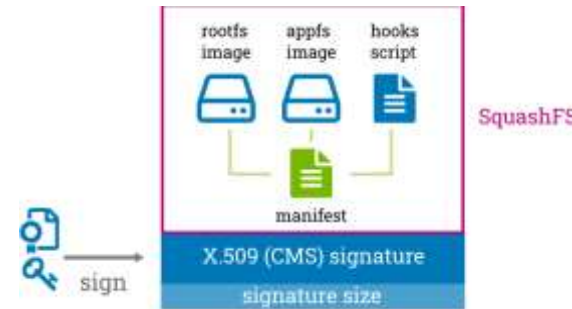 rootfs appfs hooks
image image script
SquashFS
manifest
X.509 (CMS) signature
sign
signature size